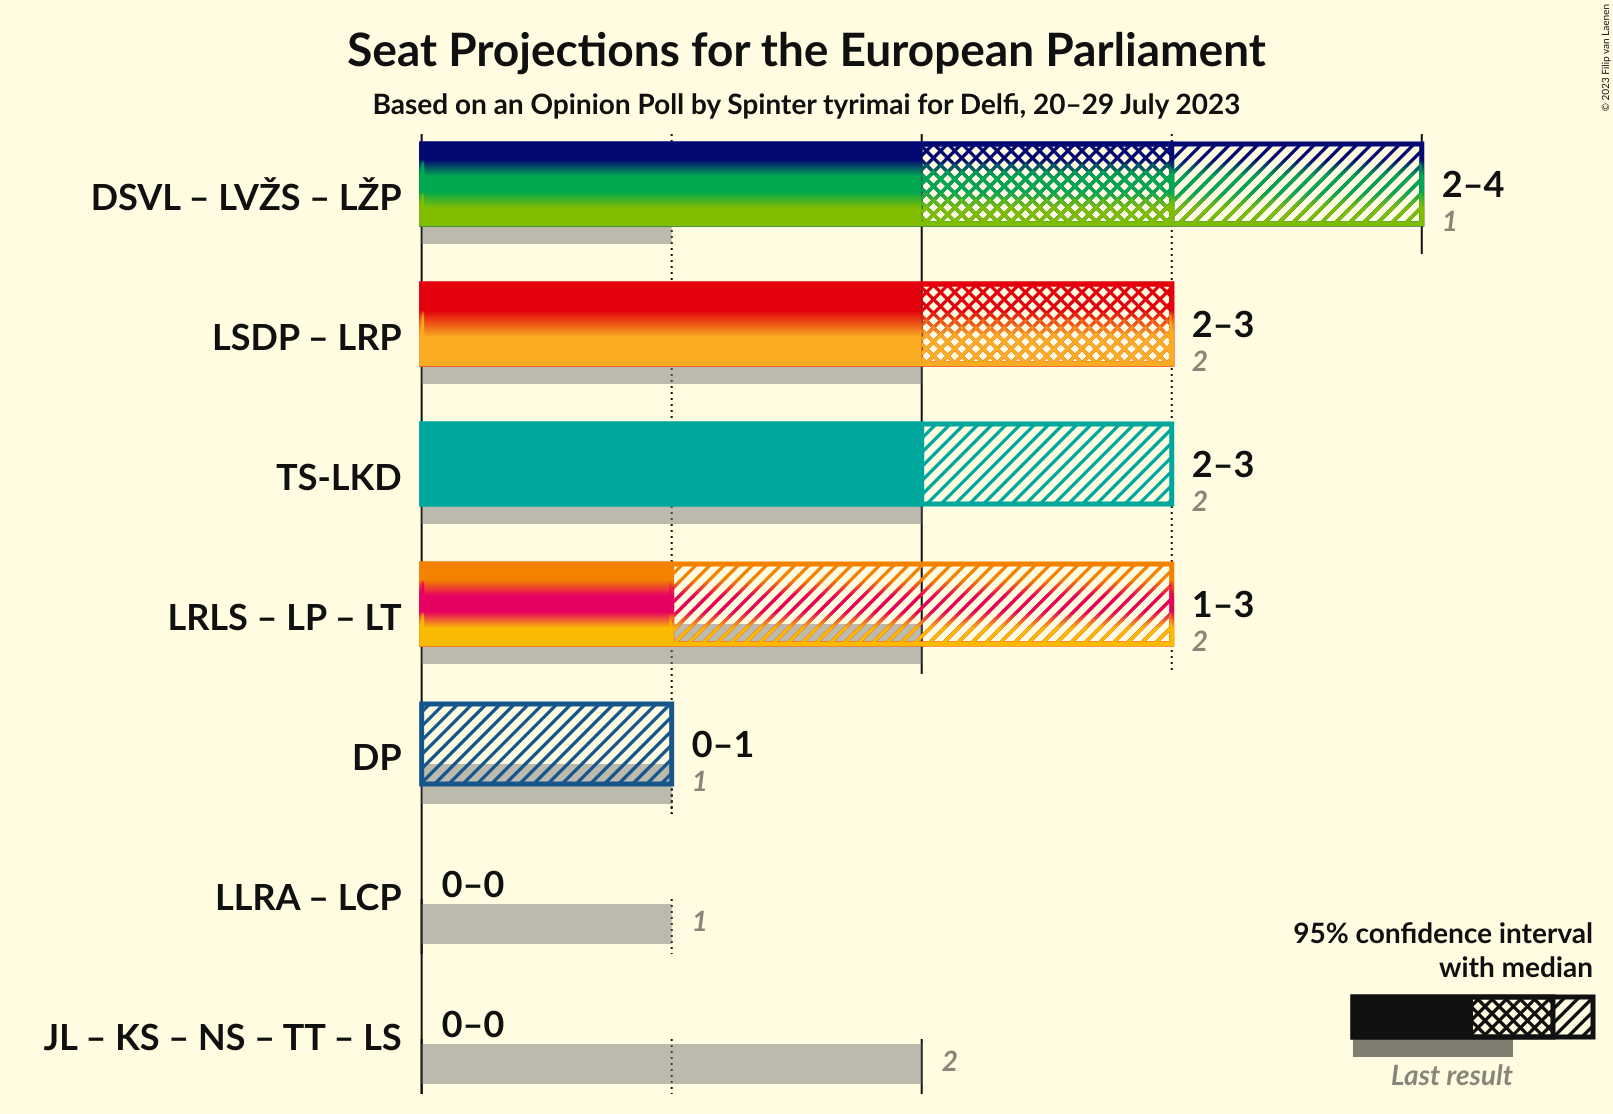 Seat Projections for the European Parliament
Based on an Opinion Poll by Spinter tyrimai for Delfi, 20–29 July 2023
© 2023 Filip van Laenen
DSVL – LVŽS – LŽP
2–4
1
LSDP – LRP
2–3
2
TS-LKD
2–3
2
LRLS – LP – LT
1–3
2
DP
0–1
1
LLRA – LCP
0–0
1
JL – KS – NS – TT – LS
0–0
2
95% confidence interval
with median
Last result